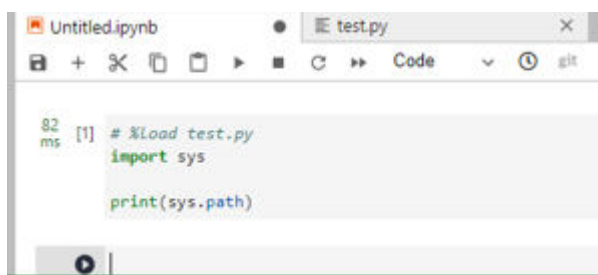 Untitled.ipynb
test.py
Code
git
82
ms
[1]
# %load test.py
import sys
print(sys.path)